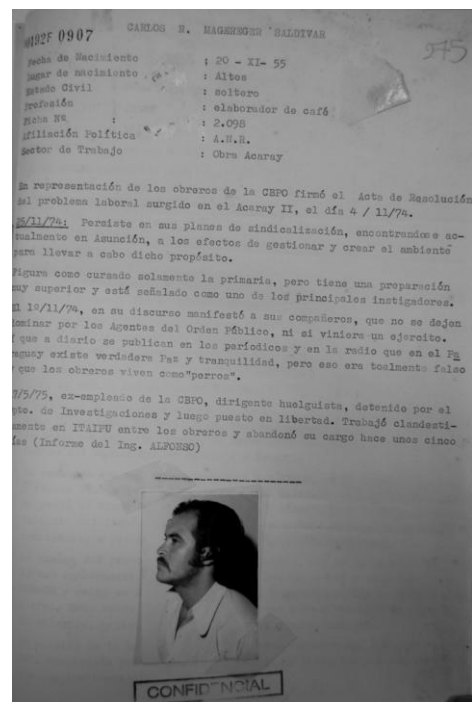 0192F 0907
CARLOS E. MAGEREGER SALDIVAR
275
Fecha de Nacimiento : 20 - XI- 55
Lugar de nacimiento : Altos
Estado Civil : soltero
Profesión : elaborador de café
Ficha Nº : : 2.098
Afiliación Política : A.N.R.
Sector de Trabajo : Obra Acaray
En representación de los obreros de la CBPO firmó el Acta de Resolución
del problema laboral surgido en el Acaray II, el día 4 / 11/74.
26/11/74: Persiste en sus planes de sindicalización, encontrandose ac-
tualmente en Asunción, a los efectos de gestionar y crear el ambiente
para llevar a cabo dicho propósito.
Figura como cursado solamente la primaria, pero tiene una preparación
muy superior y está señalado como uno de los principales instigadores.
El 1º/11/74, en su discurso manifestó a sus compañeros, que no se dejen
dominar por los Agentes del Orden Público, ni si viniera un ejercito.
Y que a diario se publican en los periodicos y en la radio que en el Pa
raguay existe verdadera Paz y tranquilidad, pero eso era toalmente falso
y que los obreros viven como"perros".
7/5/75, ex-empleado de la CBPO, dirigente huelguista, detenido por el
Dpto. de Investigaciones y luego puesto en libertad. Trabajó clandesti-
namente en ITAIPU entre los obreros y abandonó su cargo hace unos cinco
días (Informe del Ing. ALFONSO)
CONFIDENCIAL